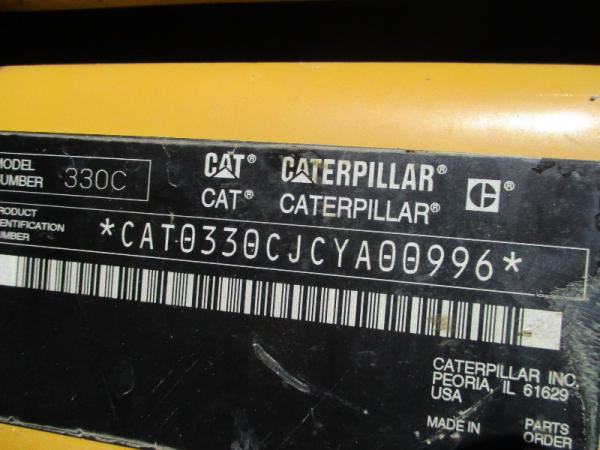 MODEL NUMBER 330C
CAT® CATERPILLAR®
CAT® CATERPILLAR® C®
PRODUCT IDENTIFICATION NUMBER *CAT0330CJCYA00996*
CATERPILLAR INC.
PEORIA, IL 61629
USA
MADE IN PARTS
ORDER